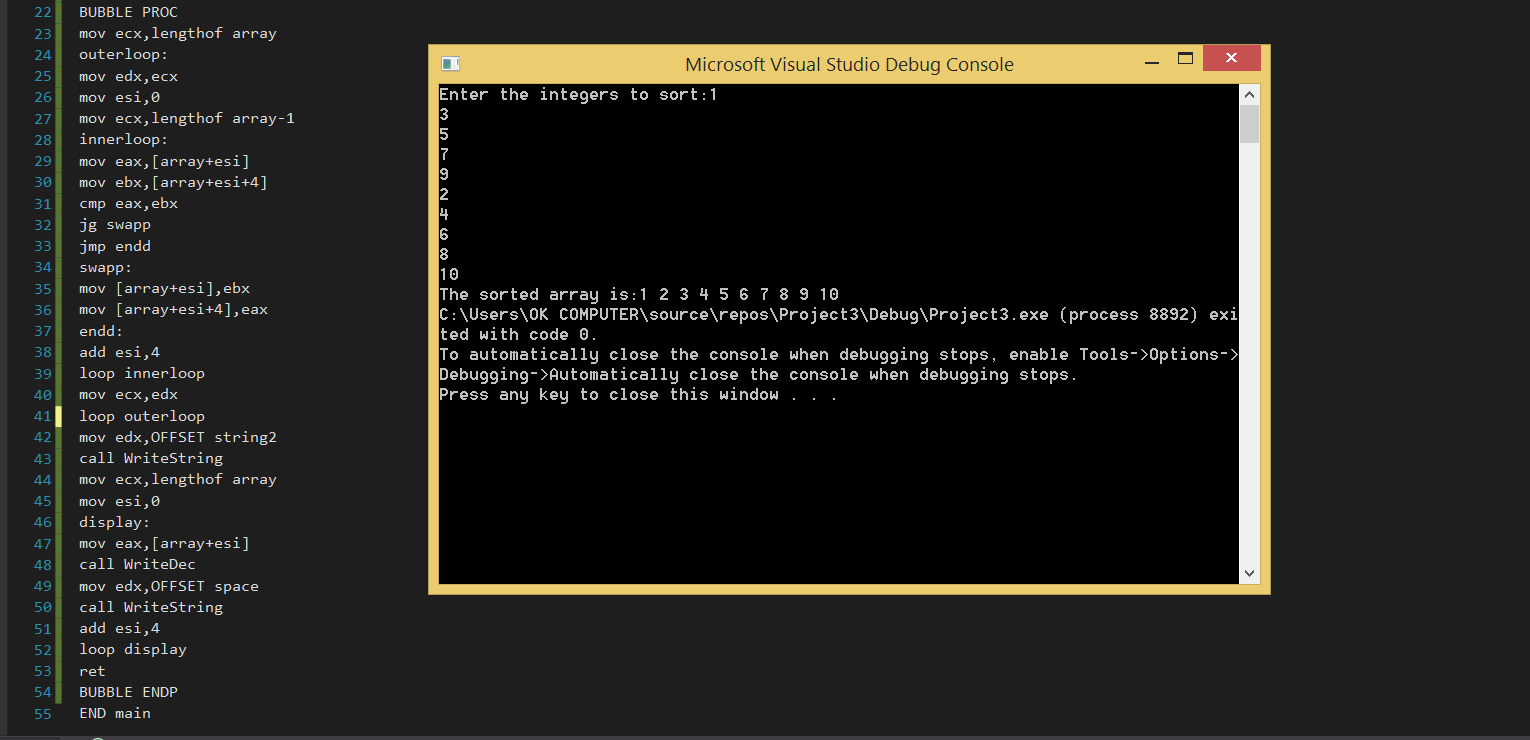 22 BUBBLE PROC
23 mov ecx,lengthof array
24 outerloop:
25 mov edx,ecx
26 mov esi,0
27 mov ecx,lengthof array-1
28 innerloop:
29 mov eax,[array+esi]
30 mov ebx,[array+esi+4]
31 cmp eax,ebx
32 jg swapp
33 jmp endd
34 swapp:
35 mov [array+esi],ebx
36 mov [array+esi+4],eax
37 endd:
38 add esi,4
39 loop innerloop
40 mov ecx,edx
41 loop outerloop
42 mov edx,OFFSET string2
43 call WriteString
44 mov ecx,lengthof array
45 mov esi,0
46 display:
47 mov eax,[array+esi]
48 call WriteDec
49 mov edx,OFFSET space
50 call WriteString
51 add esi,4
52 loop display
53 ret
54 BUBBLE ENDP
55 END main
Microsoft Visual Studio Debug Console
Enter the integers to sort:1
3
5
7
9
2
4
6
8
10
The sorted array is:1 2 3 4 5 6 7 8 9 10
C:\Users\OK COMPUTER\source\repos\Project3\Debug\Project3.exe (process 8892) exi
ted with code 0.
To automatically close the console when debugging stops, enable Tools->Options->
Debugging->Automatically close the console when debugging stops.
Press any key to close this window . . .